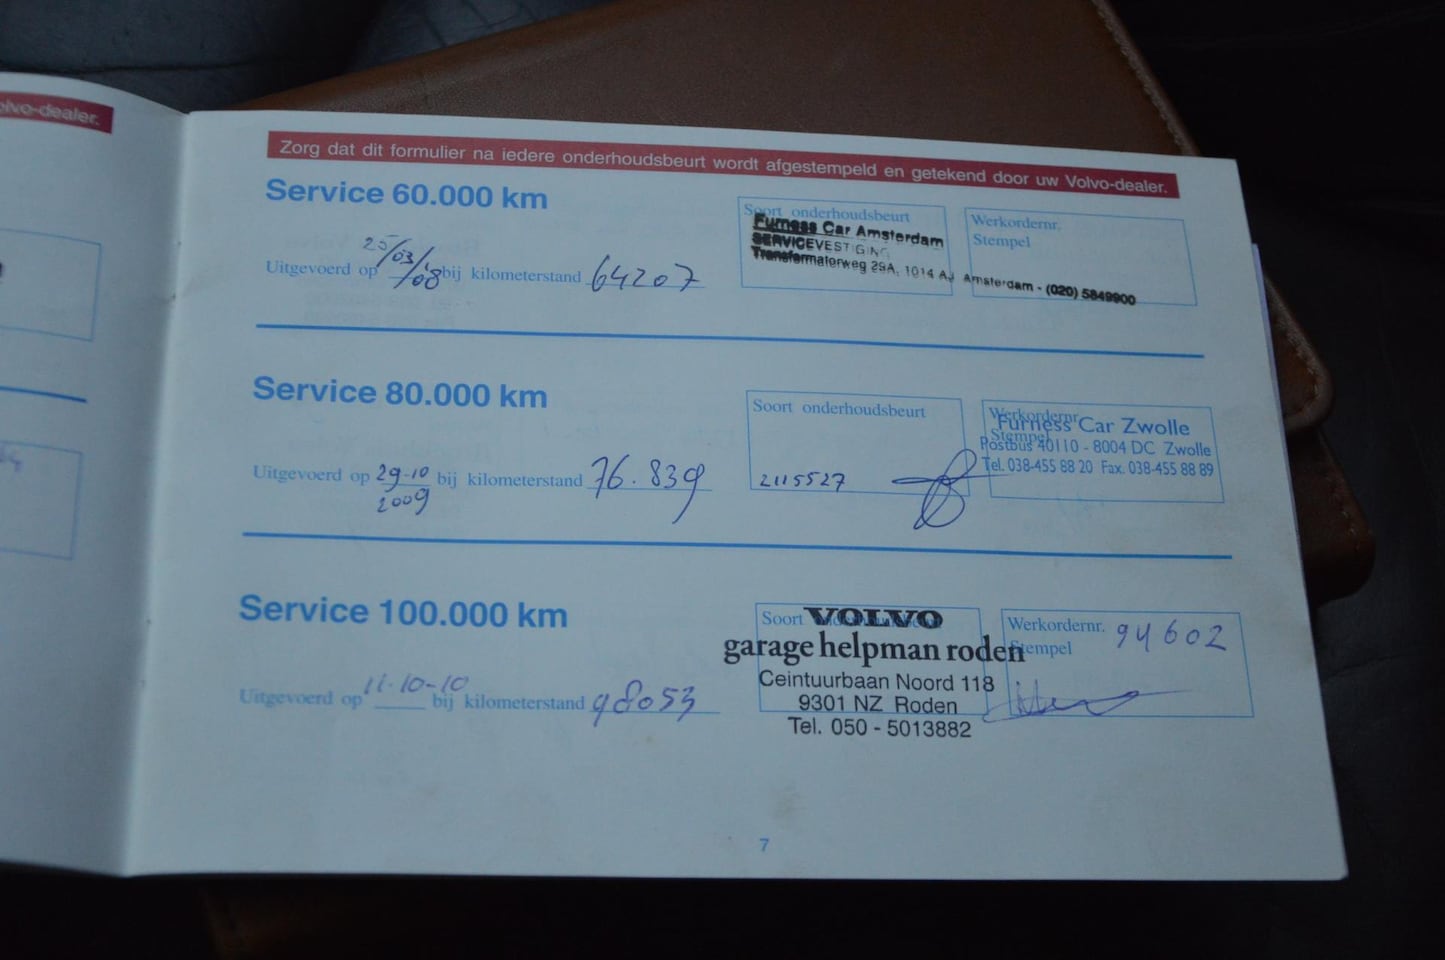 olvo-dealer.
Zorg dat dit formulier na iedere onderhoudsbeurt wordt afgestempeld en getekend door uw Volvo-dealer.
Service 60.000 km
Soort onderhoudsbeurt
Werkordernr.
Stempel
Furness Car Amsterdam
SERVICEVESTIGING
Transformatorweg 29A, 1014 AJ Amsterdam - (020) 5849900
Uitgevoerd op 25/03/08 bij kilometerstand 64207
Service 80.000 km
Soort onderhoudsbeurt
Werkordernr.
Stempel
Furness Car Zwolle
Postbus 40110 - 8004 DC Zwolle
Tel. 038-455 88 20 Fax. 038-455 88 89
Uitgevoerd op 29-10 2009 bij kilometerstand 76.839
2115527
Service 100.000 km
Soort
VOLVO
garage helpman roden
Ceintuurbaan Noord 118
9301 NZ Roden
Tel. 050 - 5013882
Werkordernr. 94602
Stempel
Uitgevoerd op 11-10-10 bij kilometerstand 98053
7